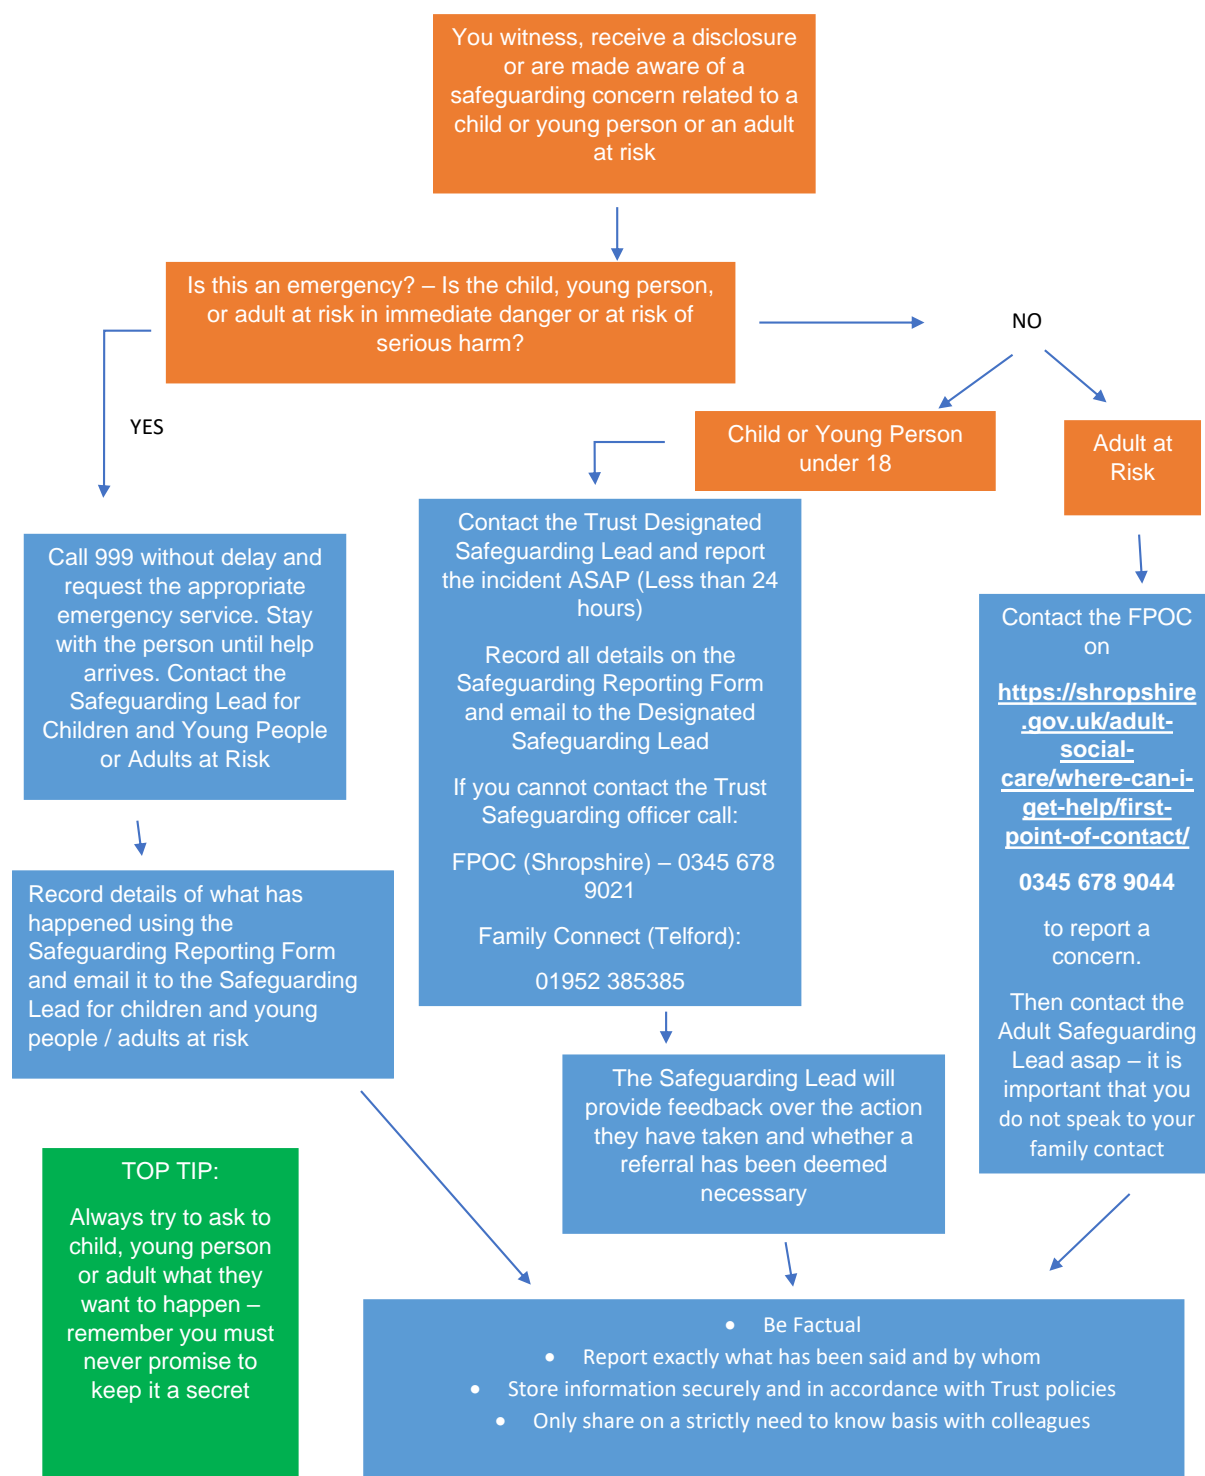 You witness, receive a disclosure
or are made aware of a
safeguarding concern related to a
child or young person or an adult
at risk
Is this an emergency? – Is the child, young person,
or adult at risk in immediate danger or at risk of
serious harm?
NO
YES
Child or Young Person
under 18
Adult at
Risk
Call 999 without delay and
request the appropriate
emergency service. Stay
with the person until help
arrives. Contact the
Safeguarding Lead for
Children and Young People
or Adults at Risk
Contact the Trust Designated
Safeguarding Lead and report
the incident ASAP (Less than 24
hours)
Record all details on the
Safeguarding Reporting Form
and email to the Designated
Safeguarding Lead
If you cannot contact the Trust
Safeguarding officer call:
FPOC (Shropshire) – 0345 678
9021
Family Connect (Telford):
01952 385385
Contact the FPOC
on
https://shropshire
.gov.uk/adult-
social-
care/where-can-i-
get-help/first-
point-of-contact/
0345 678 9044
to report a
concern.
Then contact the
Adult Safeguarding
Lead asap – it is
important that you
do not speak to your
family contact
Record details of what has
happened using the
Safeguarding Reporting Form
and email it to the Safeguarding
Lead for children and young
people / adults at risk
The Safeguarding Lead will
provide feedback over the action
they have taken and whether a
referral has been deemed
necessary
TOP TIP:
Always try to ask to
child, young person
or adult what they
want to happen –
remember you must
never promise to
keep it a secret
• Be Factual
• Report exactly what has been said and by whom
• Store information securely and in accordance with Trust policies
• Only share on a strictly need to know basis with colleagues